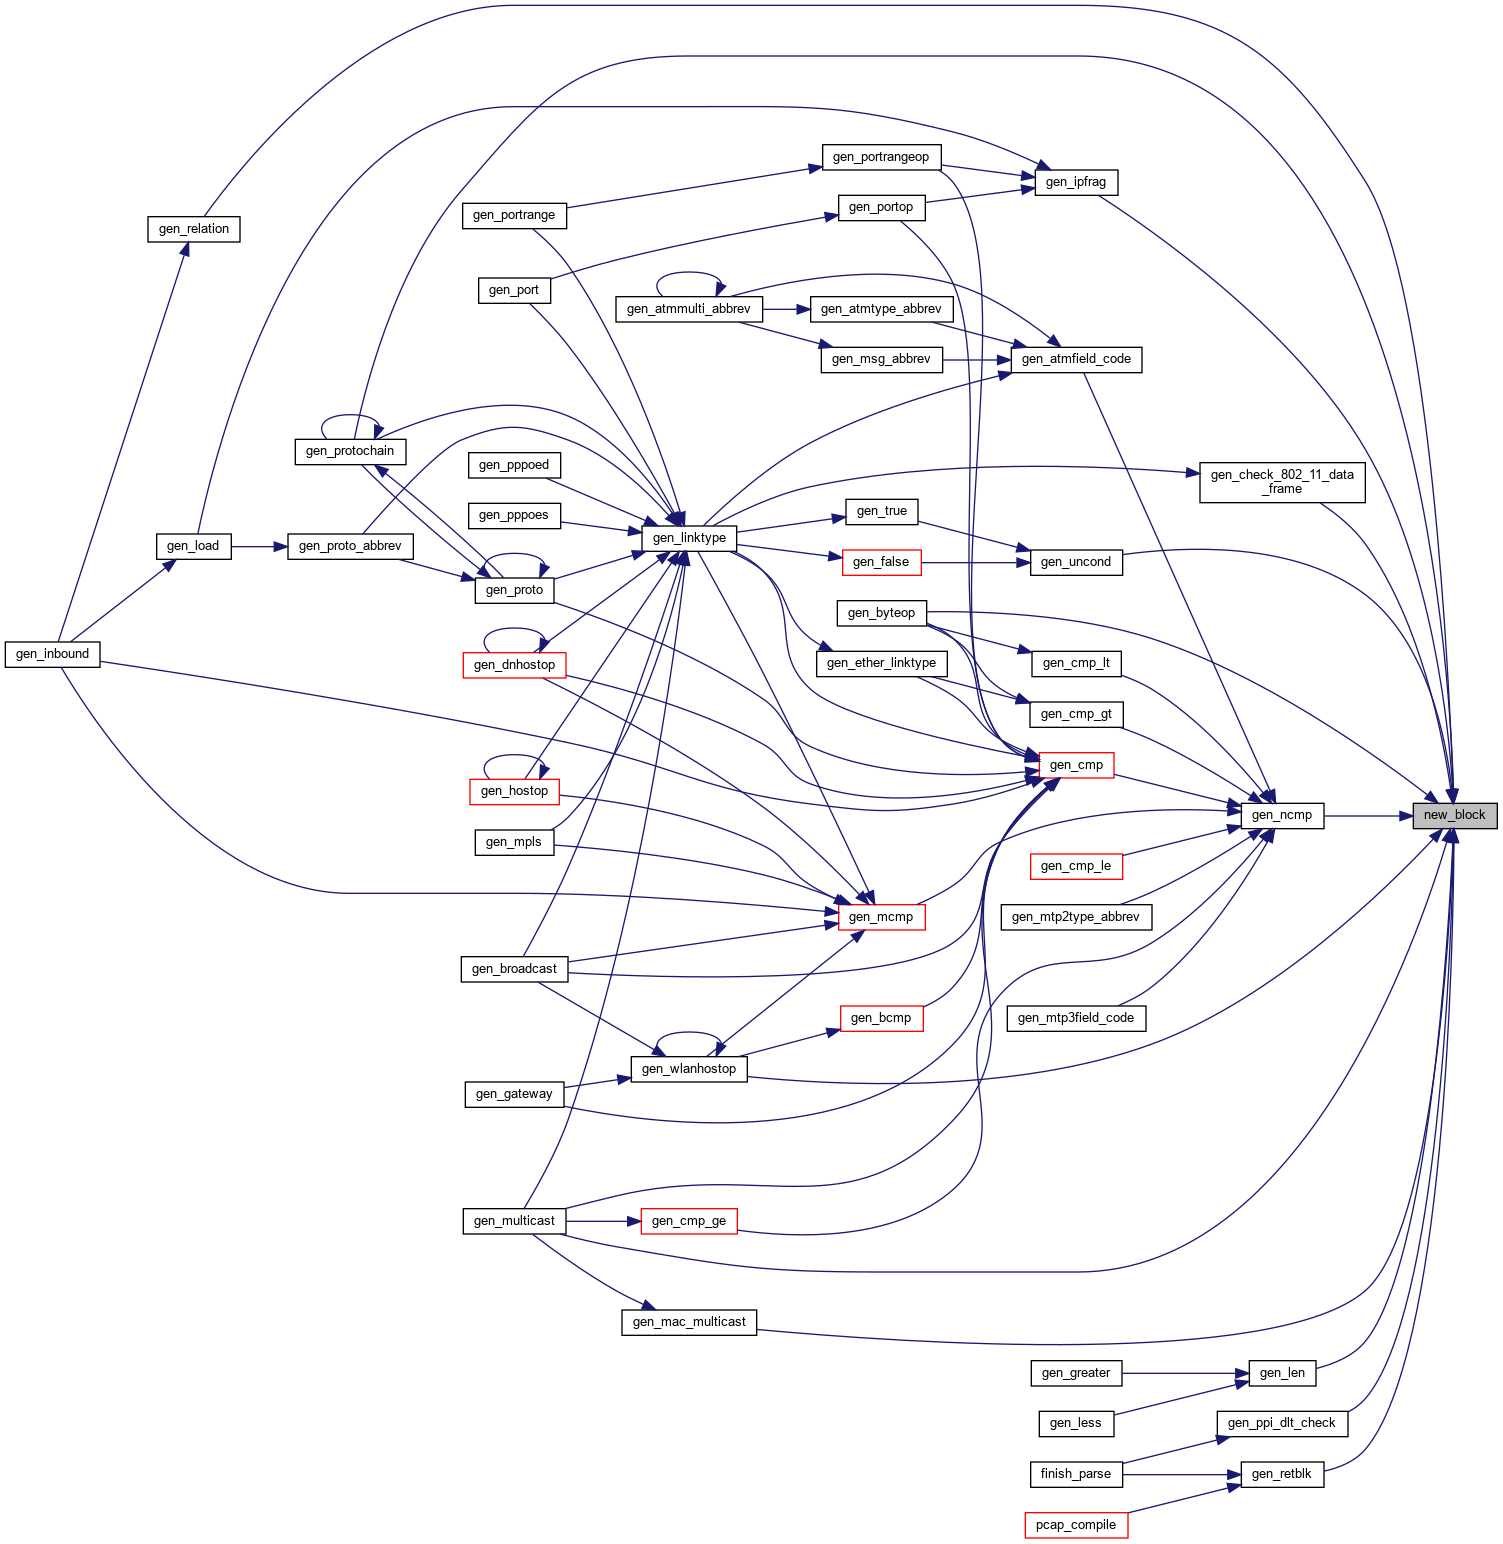 gen_portrangeop
gen_ipfrag
gen_portop
gen_portrange
gen_relation
gen_port
gen_atmmulti_abbrev
gen_atmtype_abbrev
gen_msg_abbrev
gen_atmfield_code
gen_protochain
gen_pppoed
gen_check_802_11_data
_frame
gen_true
gen_pppoes
gen_linktype
gen_load
gen_proto_abbrev
gen_false
gen_uncond
gen_proto
gen_byteop
gen_inbound
gen_dnhostop
gen_ether_linktype
gen_cmp_lt
gen_cmp_gt
gen_cmp
gen_hostop
gen_ncmp
new_block
gen_mpls
gen_cmp_le
gen_mcmp
gen_mtp2type_abbrev
gen_broadcast
gen_bcmp
gen_mtp3field_code
gen_wlanhostop
gen_gateway
gen_multicast
gen_cmp_ge
gen_mac_multicast
gen_greater
gen_len
gen_less
gen_ppi_dlt_check
finish_parse
gen_retblk
pcap_compile